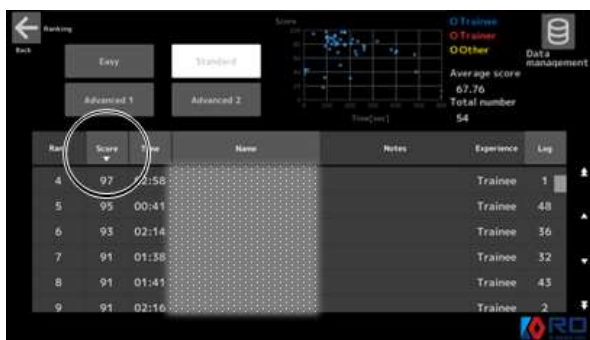 Ranking
Back
Easy
Standard
Advanced 1
Advanced 2
Score
Time[sec]
O Trainee
O Trainer
O Other
Average score
67.76
Total number
54
Data
management
Score Name Notes Experience Log
4 97 02:58 Trainee 1
5 95 00:41 Trainee 48
6 93 02:14 Trainee 36
7 91 01:38 Trainee 32
8 91 01:41 Trainee 43
9 91 02:16 Trainee 2
RD